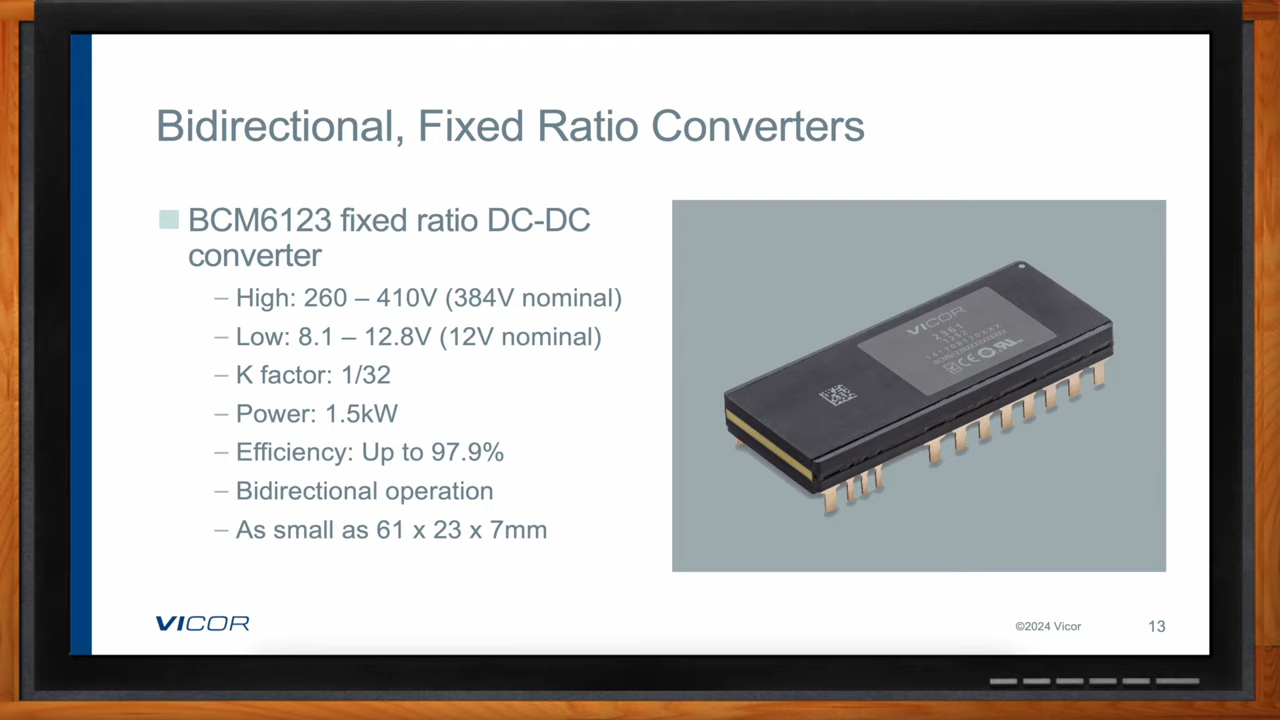 Bidirectional, Fixed Ratio Converters
BCM6123 fixed ratio DC-DC
converter
– High: 260 – 410V (384V nominal)
– Low: 8.1 – 12.8V (12V nominal)
– K factor: 1/32
– Power: 1.5kW
– Efficiency: Up to 97.9%
– Bidirectional operation
– As small as 61 x 23 x 7mm
VICOR
VICOR
©2024 Vicor
13